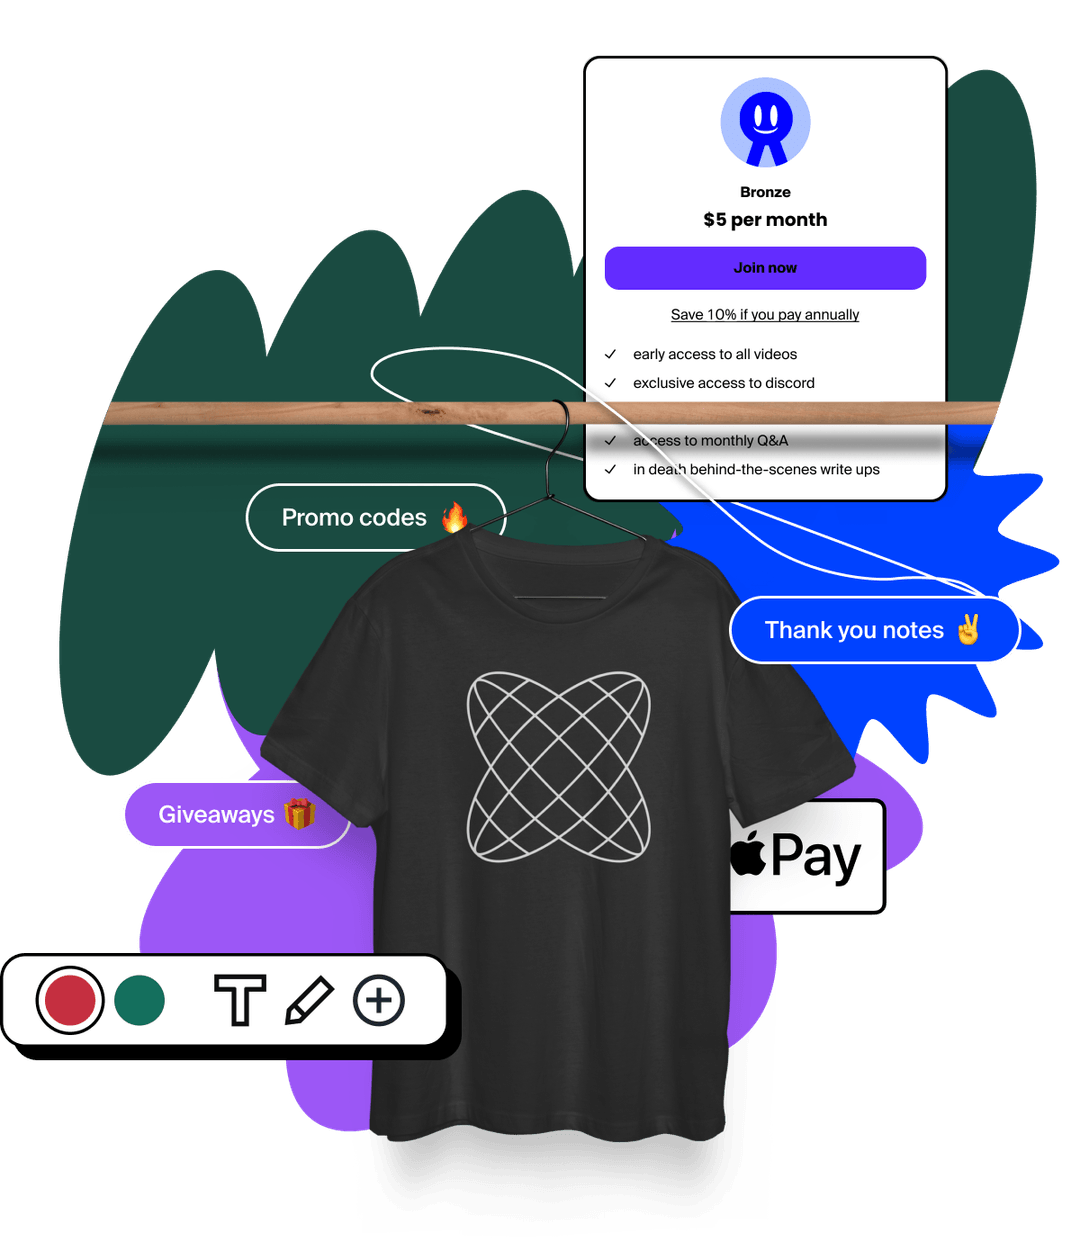 Bronze
$5 per month
Join now
Save 10% if you pay annually
early access to all videos
exclusive access to discord
access to monthly Q&A
in death behind-the-scenes write ups
Promo codes 🔥
Thank you notes ✌️
Giveaways 🎁
Pay
T